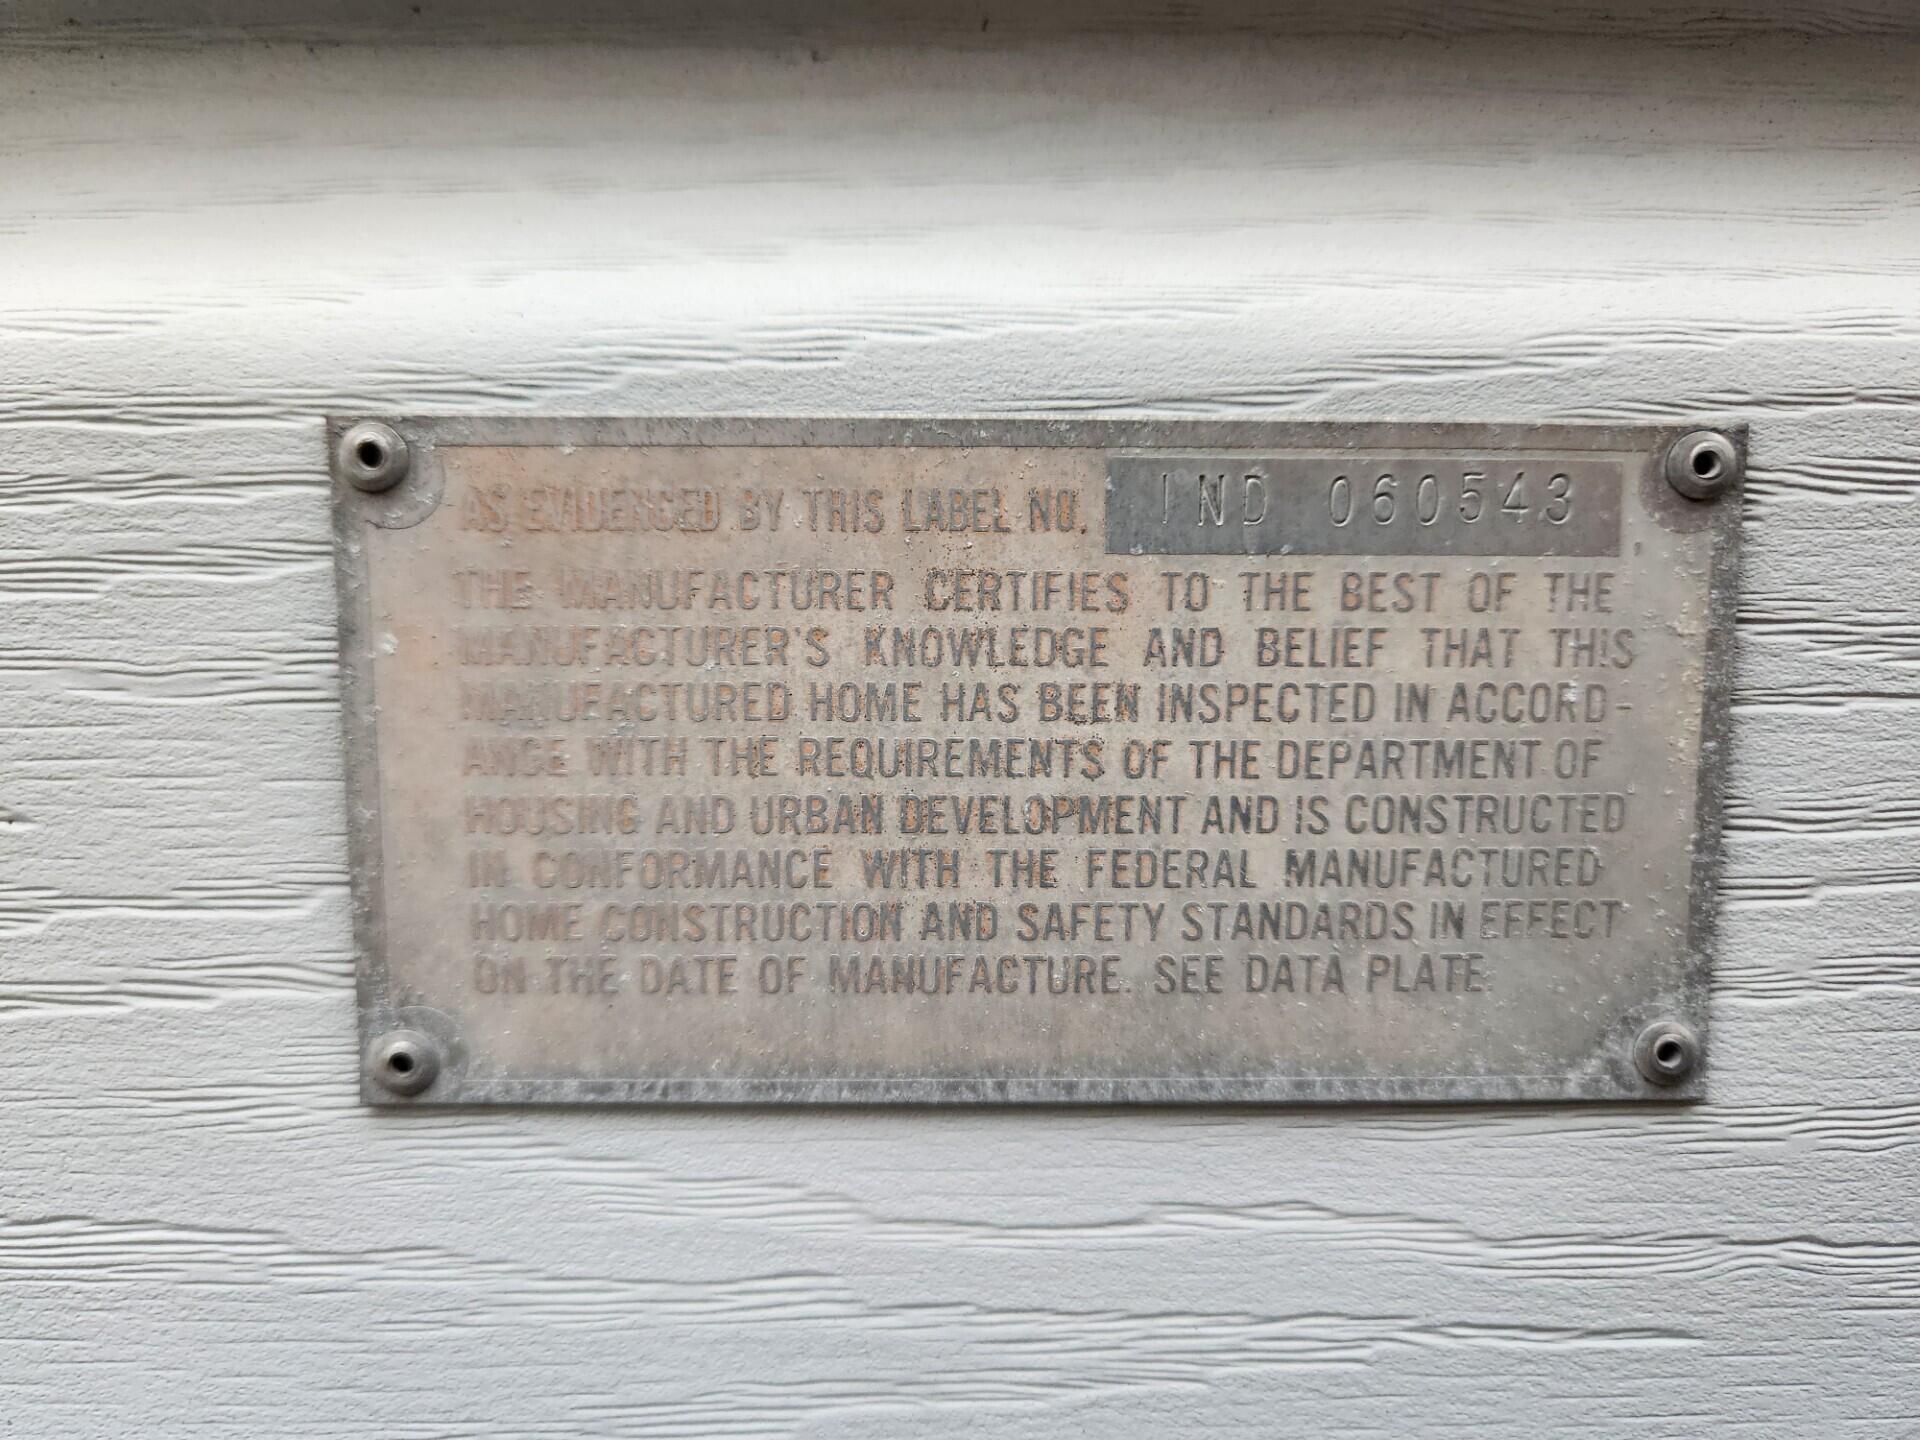 AS EVIDENCED BY THIS LABEL NO. IND 060543,
THE MANUFACTURER CERTIFIES TO THE BEST OF THE
MANUFACTURER'S KNOWLEDGE AND BELIEF THAT THIS
MANUFACTURED HOME HAS BEEN INSPECTED IN ACCORD-
ANCE WITH THE REQUIREMENTS OF THE DEPARTMENT OF
HOUSING AND URBAN DEVELOPMENT AND IS CONSTRUCTED
IN CONFORMANCE WITH THE FEDERAL MANUFACTURED
HOME CONSTRUCTION AND SAFETY STANDARDS IN EFFECT
ON THE DATE OF MANUFACTURE. SEE DATA PLATE.